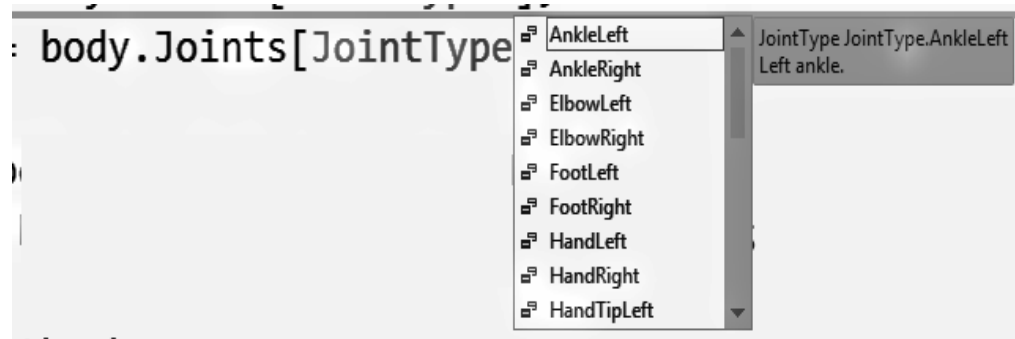 = body.Joints[JointType
AnkleLeft
AnkleRight
ElbowLeft
ElbowRight
FootLeft
FootRight
HandLeft
HandRight
HandTipLeft
JointType JointType.AnkleLeft
Left ankle.